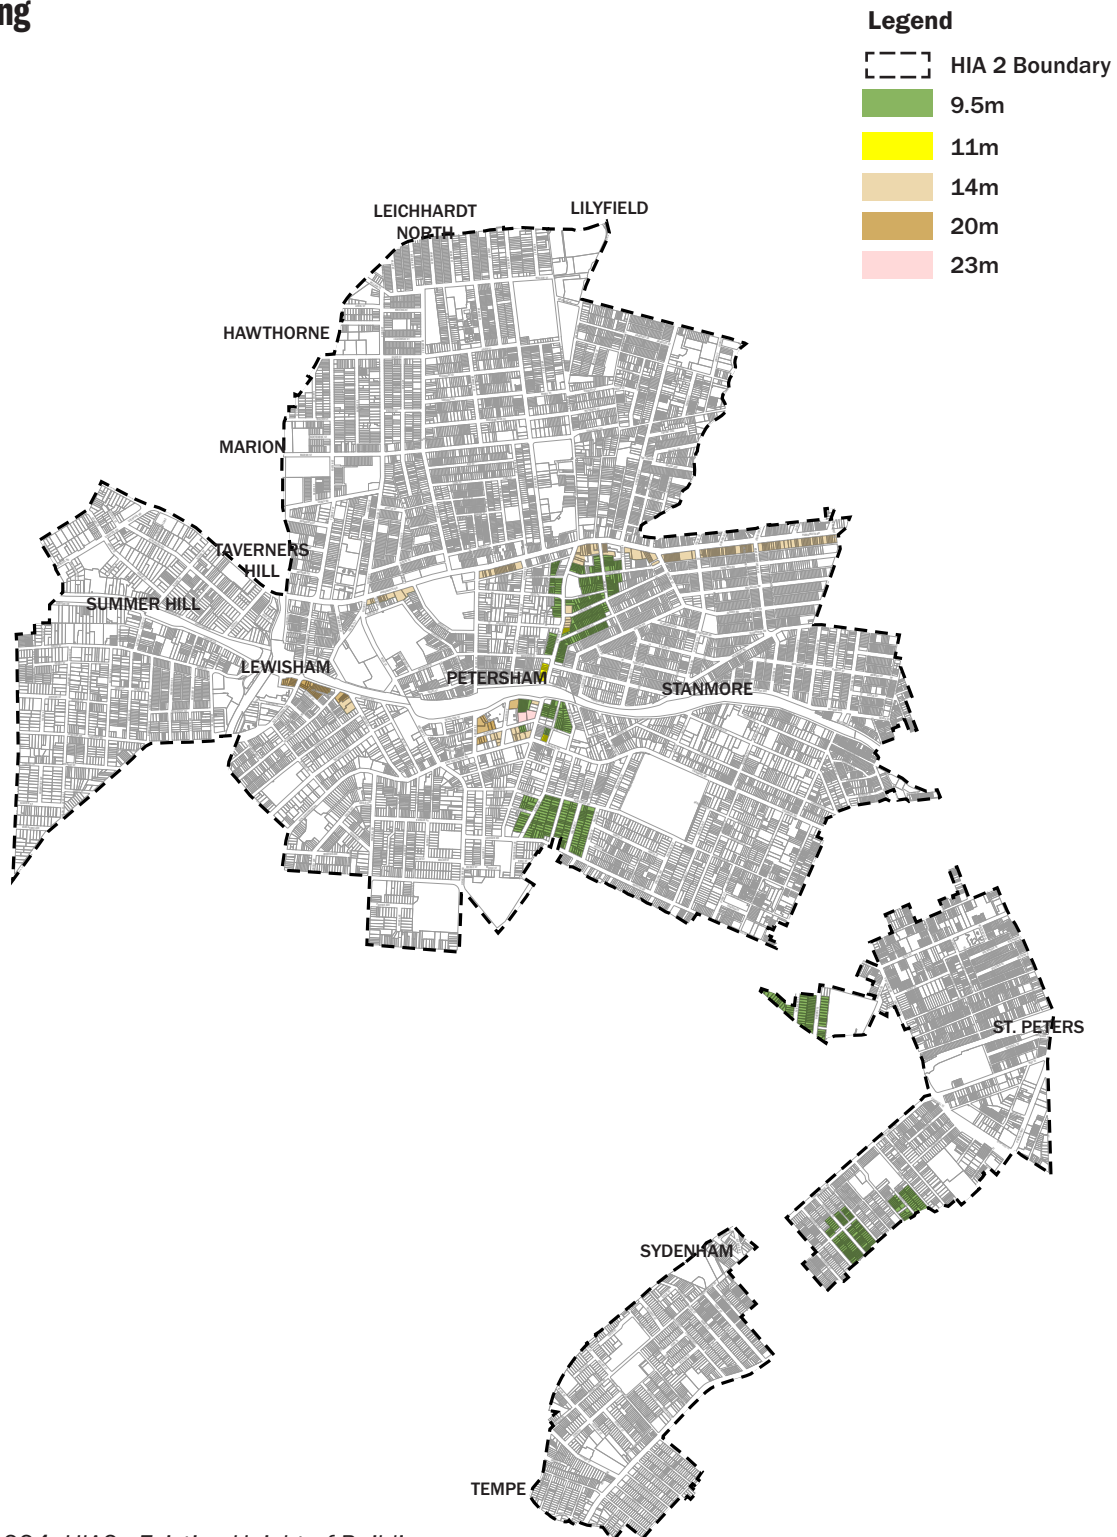 ng
Legend
HIA 2 Boundary
9.5m
11m
14m
20m
23m
LEICHHARDT
NORTH
LILYFIELD
HAWTHORNE
MARION
TAVERNERS
HILL
SUMMER HILL
LEWISHAM
PETERSHAM
STANMORE
ST. PETERS
SYDENHAM
TEMPE